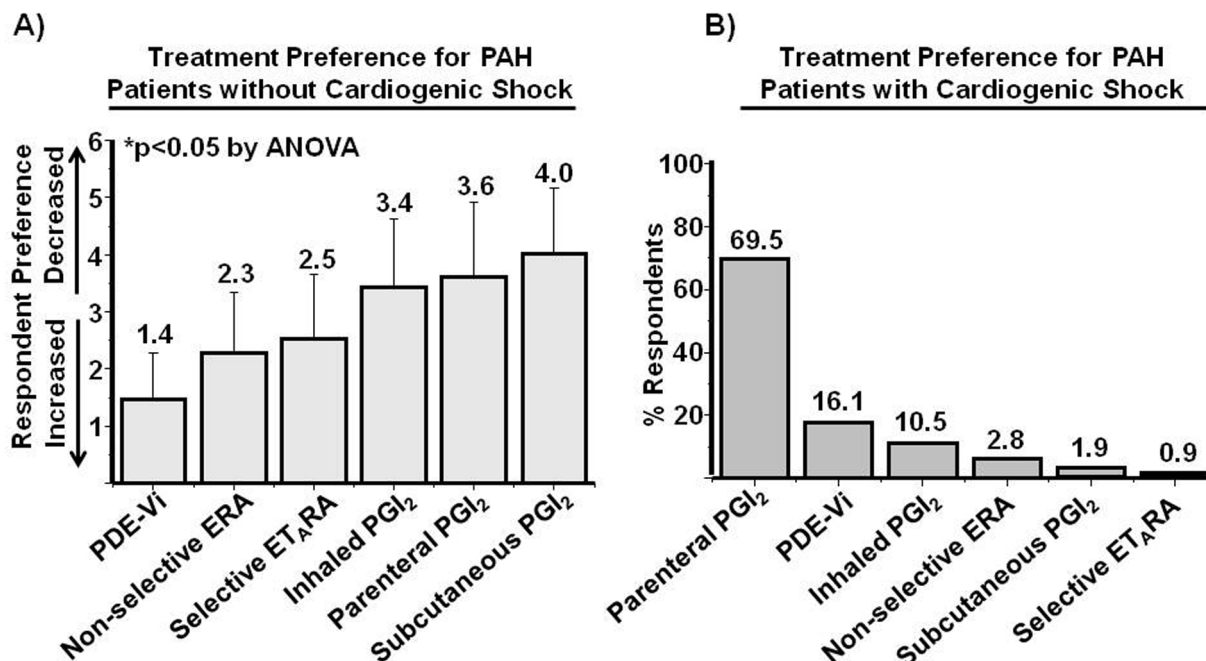 A)
Treatment Preference for PAH
Patients without Cardiogenic Shock
*p<0.05 by ANOVA
Respondent Preference
Increased Decreased
6
5
4
3
2
1
1.4
2.3
2.5
3.4
3.6
4.0
PDE-Vi
Non-selective ERA
Selective ETARA
Inhaled PGI2
Parenteral PGI2
Subcutaneous PGI2
B)
Treatment Preference for PAH
Patients with Cardiogenic Shock
% Respondents
100
80
60
40
20
69.5
16.1
10.5
2.8
1.9
0.9
Parenteral PGI2
PDE-Vi
Inhaled PGI2
Non-selective ERA
Subcutaneous PGI2
Selective ETARA